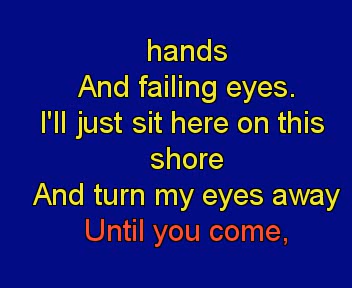 hands
And failing eyes.
I'll just sit here on this
shore
And turn my eyes away
Until you come,